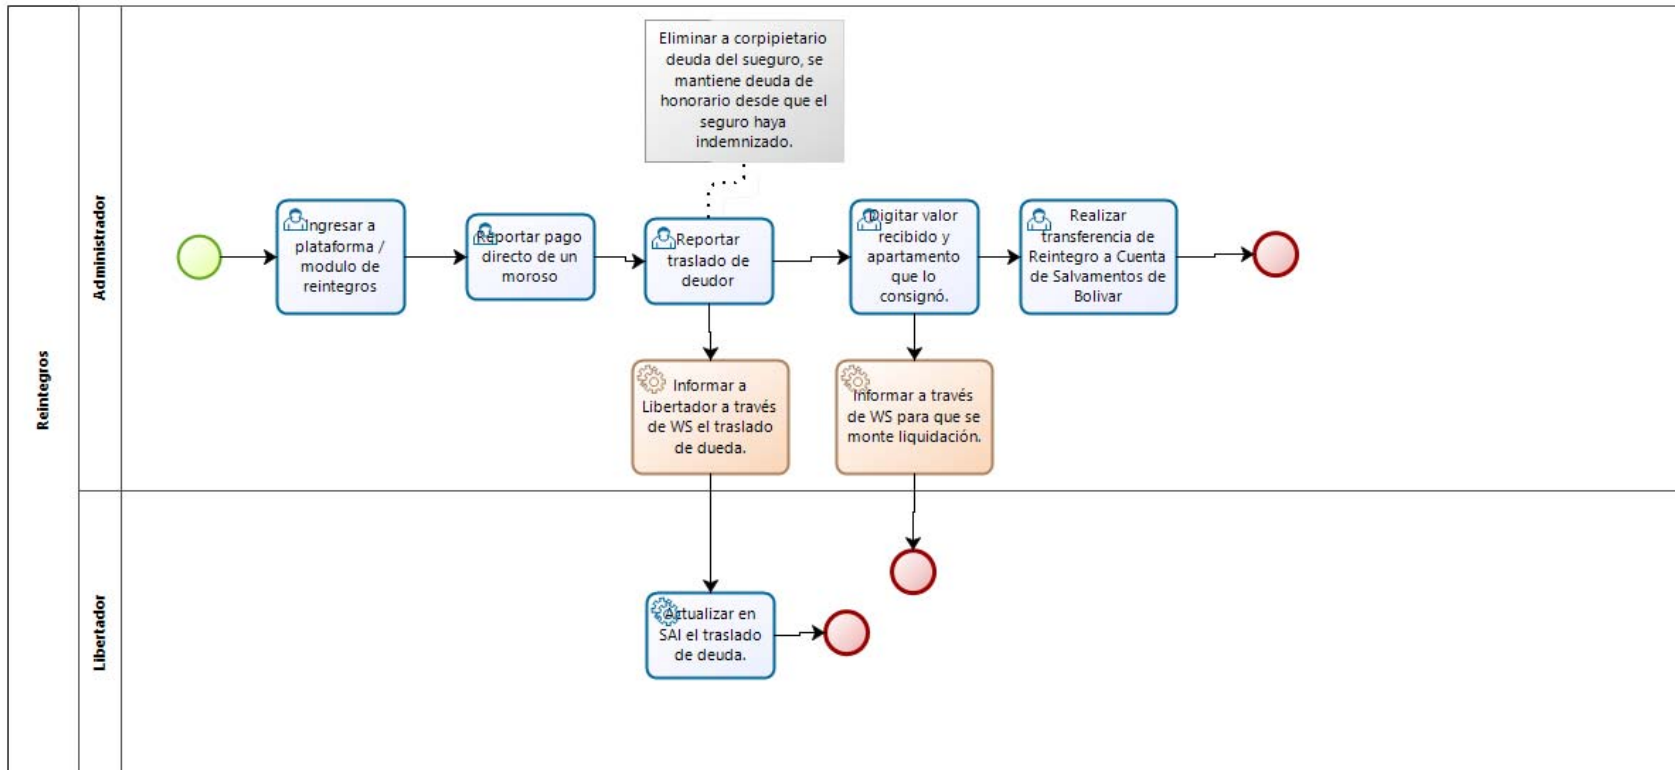 Reintegros
Administrador
Eliminar a corpipietario
deuda del sueguro, se
mantiene deuda de
honorario desde que el
seguro haya
indemnizado.
Ingresar a
plataforma /
modulo de
reintegros
Reportar pago
directo de un
moroso
Reportar
traslado de
deudor
Digitar valor
recibido y
apartamento
que lo
consignó.
Realizar
transferencia de
Reintegro a Cuenta
de Salvamentos de
Bolivar
Informar a
Libertador a través
de WS el traslado
de dueda.
Informar a través
de WS para que se
monte liquidación.
Libertador
Actualizar en
SAI el traslado
de deuda.